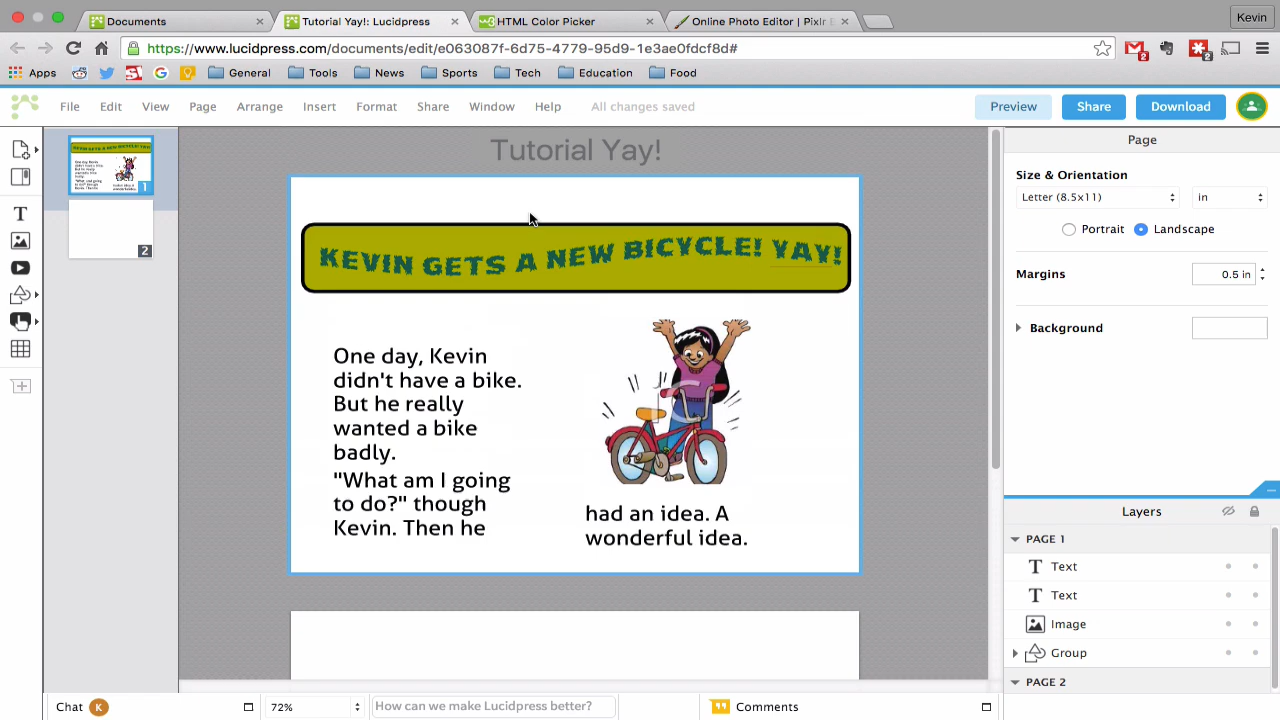 Documents
Tutorial Yay!: Lucidpress
HTML Color Picker
Online Photo Editor | Pixlr E
Kevin
https://www.lucidpress.com/documents/edit/e063087f-6d75-4779-95d9-1e3ae0fdcf8d#
2
2
Apps
General
Tools
News
Sports
Tech
Education
Food
File
Edit
View
Page
Arrange
Insert
Format
Share
Window
Help
All changes saved
Preview
Share
Download
Tutorial Yay!
KEVIN GETS A NEW BICYCLE! YAY!
One day, Kevin
didn't have a bike.
But he really
wanted a bike
badly.
"What am I going
to do?" though
Kevin. Then he
had an idea. A
wonderful idea.
1
2
Page
Size & Orientation
Letter (8.5x11)
in
Portrait
Landscape
Margins
0.5 in
Background
Layers
PAGE 1
Text
Text
Image
Group
PAGE 2
Chat
K
72%
How can we make Lucidpress better?
Comments